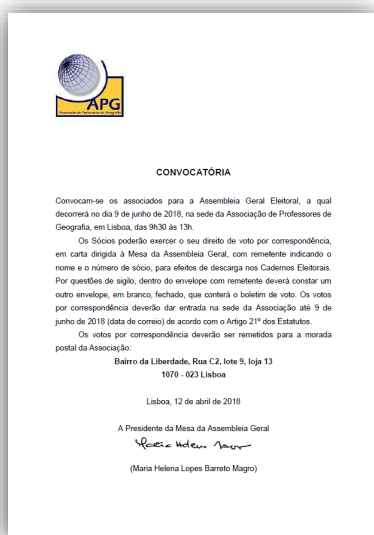 APG
Associação de Professores de Geografia
CONVOCATÓRIA
Convocam-se os associados para a Assembleia Geral Eleitoral, a qual
decorrerá no dia 9 de junho de 2018, na sede da Associação de Professores de
Geografia, em Lisboa, das 9h30 às 13h.
Os Sócios poderão exercer o seu direito de voto por correspondência,
em carta dirigida à Mesa da Assembleia Geral, com remetente indicando o
nome e o número de sócio, para efeitos de descarga nos Cadernos Eleitorais.
Por questões de sigilo, dentro do envelope com remetente deverá constar um
outro envelope, em branco, fechado, que conterá o boletim de voto. Os votos
por correspondência deverão dar entrada na sede da Associação até 9 de
junho de 2018 (data de correio) de acordo com o Artigo 21º dos Estatutos.
Os votos por correspondência deverão ser remetidos para a morada
postal da Associação:
Bairro da Liberdade, Rua C2, lote 9, loja 13
1070 - 023 Lisboa
Lisboa, 12 de abril de 2018
A Presidente da Mesa da Assembleia Geral
Maria Helena Magro
(Maria Helena Lopes Barreto Magro)